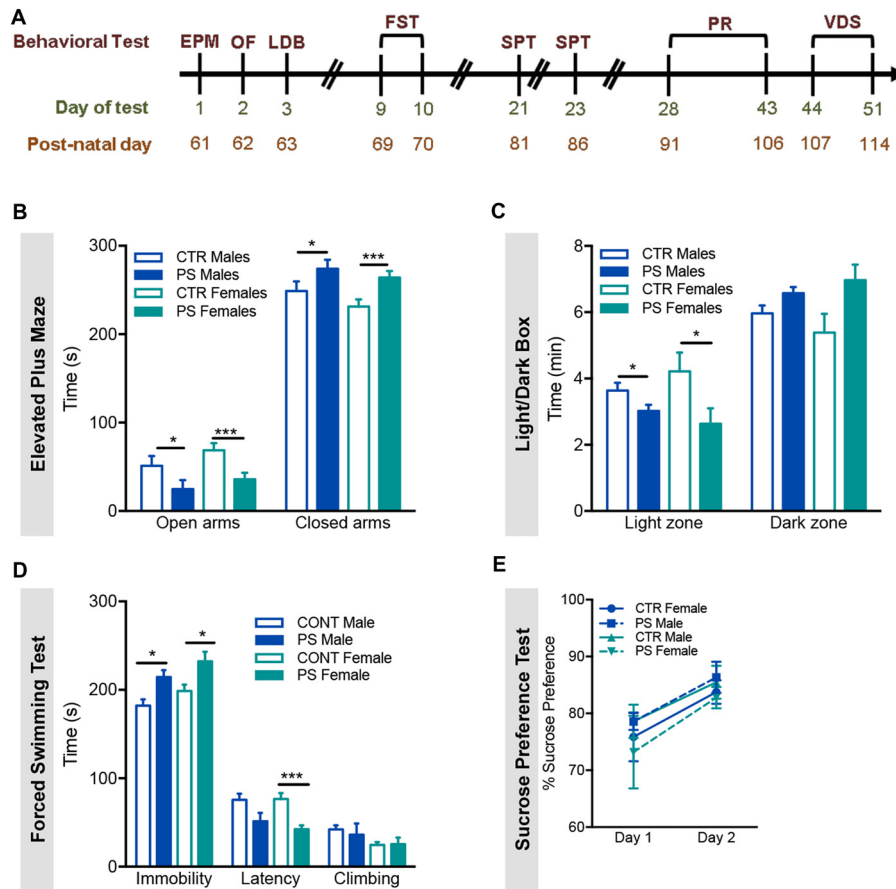 A
Behavioral Test
EPM OF LDB FST SPT SPT PR VDS
Day of test
1 2 3 9 10 21 23 28 43 44 51
Post-natal day
61 62 63 69 70 81 86 91 106 107 114
B
Elevated Plus Maze
Time (s)
300
200
100
0
CTR Males
PS Males
CTR Females
PS Females
* *** * ***
Open arms Closed arms
C
Light/Dark Box
Time (min)
8
6
4
2
0
CTR Males
PS Males
CTR Females
PS Females
* *
Light zone Dark zone
D
Forced Swimming Test
Time (s)
300
200
100
0
CONT Male
PS Male
CONT Female
PS Female
* * ***
Immobility Latency Climbing
E
Sucrose Preference Test
% Sucrose Preference
100
90
80
70
60
CTR Female
PS Male
CTR Male
PS Female
Day 1 Day 2